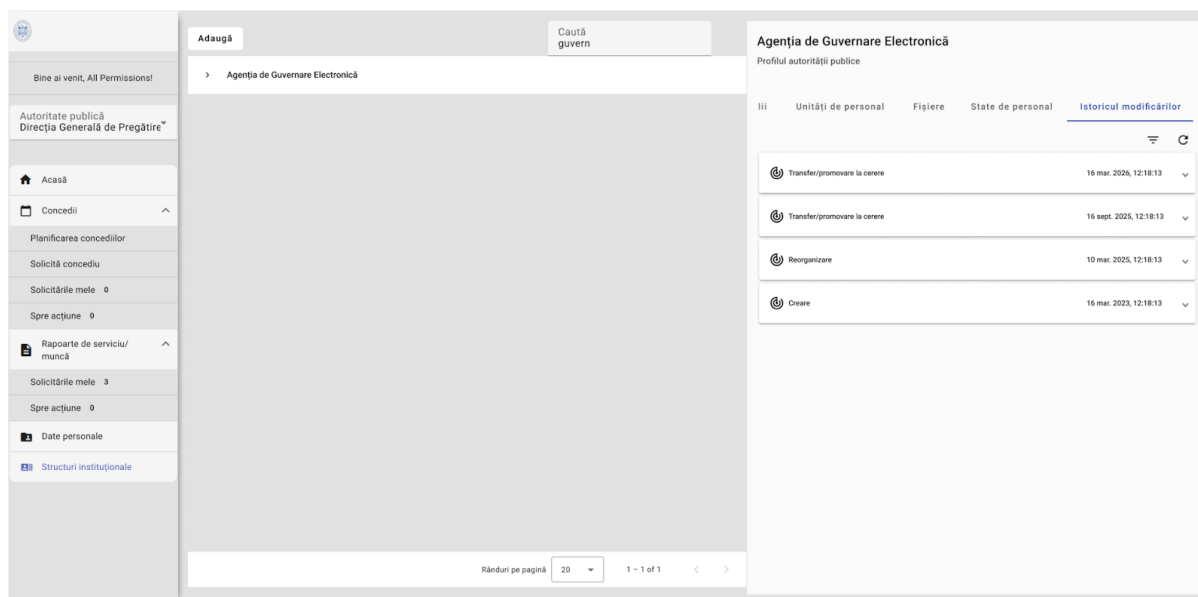 Bine ai venit, All Permissions!
Autoritate publică
Direcția Generală de Pregătire
Acasă
Concedii
Planificarea concediilor
Solicită concediu
Solicitările mele 0
Spre acțiune 0
Rapoarte de serviciu/
muncă
Solicitările mele 3
Spre acțiune 0
Date personale
Structuri instituționale
Adaugă
Caută
guvern
Agenția de Guvernare Electronică
Rânduri pe pagină 20 1 – 1 of 1
Agenția de Guvernare Electronică
Profilul autorității publice
lii Unități de personal Fișiere State de personal Istoricul modificărilor
Transfer/promovare la cerere 16 mar. 2026, 12:18:13
Transfer/promovare la cerere 16 sept. 2025, 12:18:13
Reorganizare 10 mar. 2025, 12:18:13
Creare 16 mar. 2023, 12:18:13